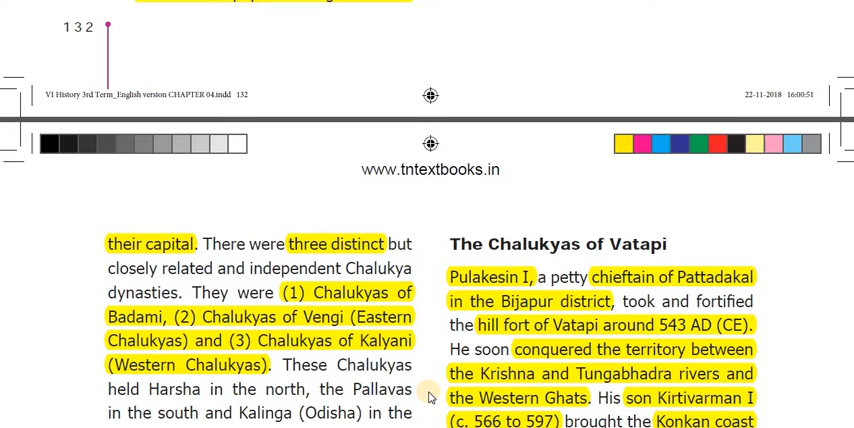 132
VI History 3rd Term_English version CHAPTER 04.indd 132
22-11-2018 16:00:51
www.tntextbooks.in
their capital. There were three distinct but
closely related and independent Chalukya
dynasties. They were (1) Chalukyas of
Badami, (2) Chalukyas of Vengi (Eastern
Chalukyas) and (3) Chalukyas of Kalyani
(Western Chalukyas). These Chalukyas
held Harsha in the north, the Pallavas
in the south and Kalinga (Odisha) in the
The Chalukyas of Vatapi
Pulakesin I, a petty chieftain of Pattadakal
in the Bijapur district, took and fortified
the hill fort of Vatapi around 543 AD (CE).
He soon conquered the territory between
the Krishna and Tungabhadra rivers and
the Western Ghats. His son Kirtivarman I
(c. 566 to 597) brought the Konkan coast